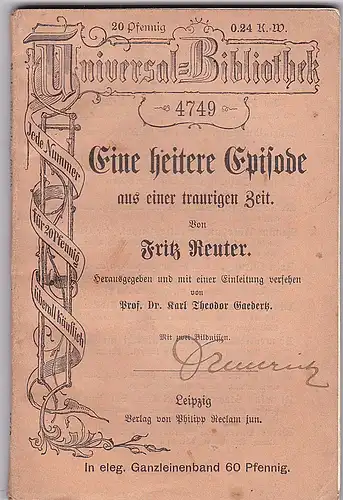 20 Pfennig 0.24 K.-W.
Universal-Bibliothek
4749
Jede Nummer
für 20 Pfennig
überall käuflich
Eine heitere Episode
aus einer traurigen Zeit.
Von
Fritz Reuter.
Herausgegeben und mit einer Einleitung versehen
von
Prof. Dr. Karl Theodor Gaedertz.
Mit zwei Bildnissen.
Leipzig
Verlag von Philipp Reclam jun.
In eleg. Ganzleinenband 60 Pfennig.